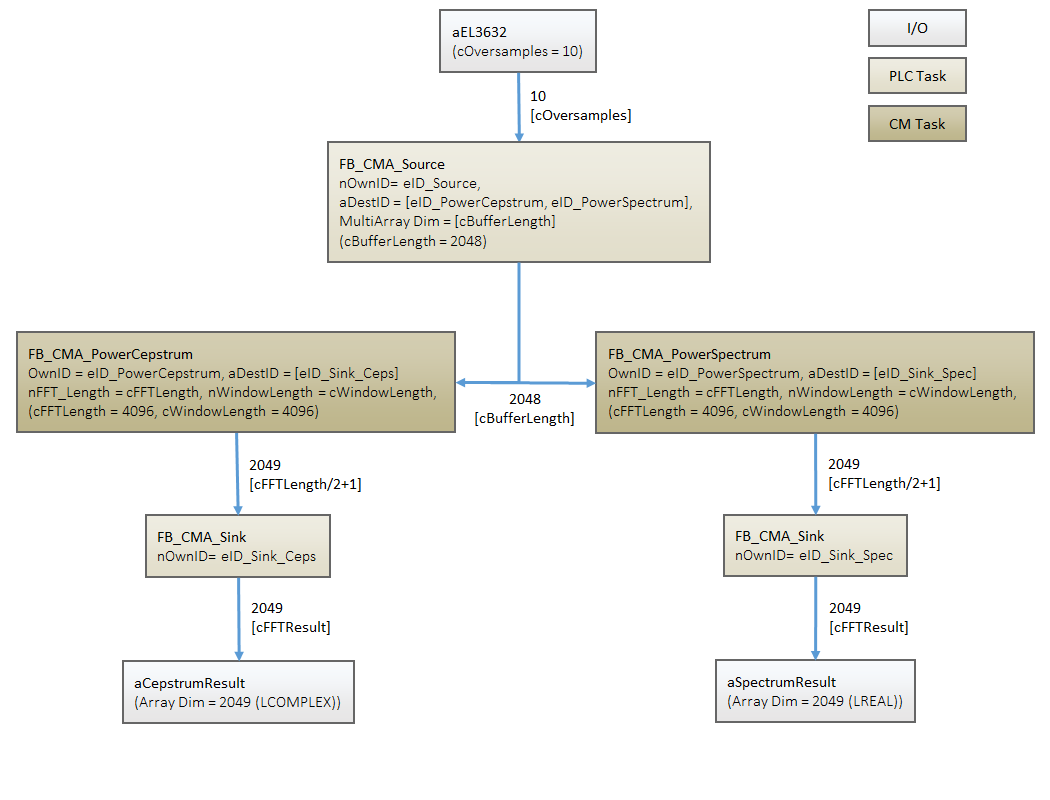 aEL3632
(cOversamples = 10)
I/O
PLC Task
CM Task
10
[cOversamples]
FB_CMA_Source
nOwnID= eID_Source,
aDestID = [eID_PowerCepstrum, eID_PowerSpectrum],
MultiArray Dim = [cBufferLength]
(cBufferLength = 2048)
FB_CMA_PowerCepstrum
OwnID = eID_PowerCepstrum, aDestID = [eID_Sink_Ceps]
nFFT_Length = cFFTLength, nWindowLength = cWindowLength,
(cFFTLength = 4096, cWindowLength = 4096)
2048
[cBufferLength]
FB_CMA_PowerSpectrum
OwnID = eID_PowerSpectrum, aDestID = [eID_Sink_Spec]
nFFT_Length = cFFTLength, nWindowLength = cWindowLength,
(cFFTLength = 4096, cWindowLength = 4096)
2049
[cFFTLength/2+1]
2049
[cFFTLength/2+1]
FB_CMA_Sink
nOwnID= eID_Sink_Ceps
FB_CMA_Sink
nOwnID= eID_Sink_Spec
2049
[cFFTResult]
2049
[cFFTResult]
aCepstrumResult
(Array Dim = 2049 (LCOMPLEX))
aSpectrumResult
(Array Dim = 2049 (LREAL))